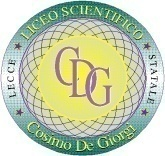 LICEO SCIENTIFICO
LECCE
STATALE
CDG
Cosimo De Giorgi